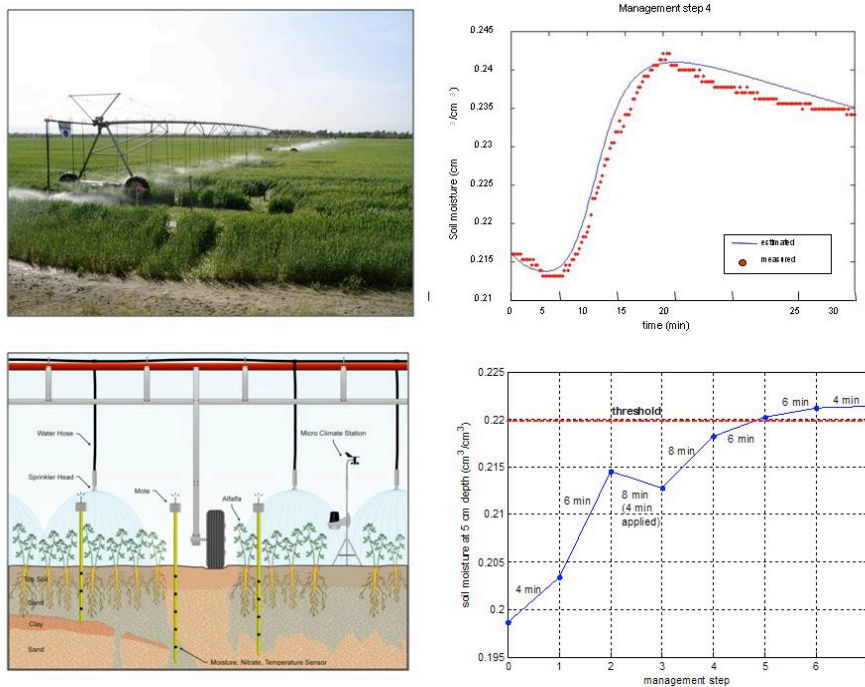 Management step 4
0.245
0.24
0.235
0.23
0.225
0.22
0.215
0.21
Soil moisture (cm 3/cm 3)
estimated
measured
0 5 10 15 20 25 30
time (min)
Water Hose
Sprinkler Head
Mote
Alfalfa
Micro Climate Station
Top Soil
Sand
Clay
Sand
Moisture, Nitrate, Temperature Sensor
0.225
0.22
0.215
0.21
0.205
0.2
0.195
soil moisture at 5 cm depth (cm3/cm3)
threshold
4 min
6 min
8 min
(4 min
applied)
8 min
6 min
6 min
4 min
0 1 2 3 4 5 6
management step